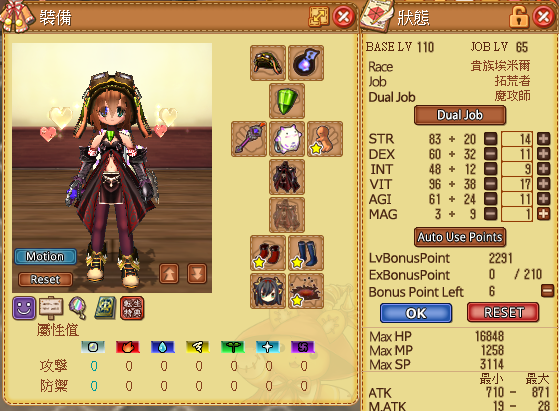 裝備
Motion
Reset
転生
特典
屬性值
攻擊 0 0 0 0 0 0 0
防禦 0 0 0 0 0 0 0
狀態
BASE LV 110 JOB LV 65
Race 貴族埃米爾
Job 拓荒者
Dual Job 魔攻師
Dual Job
STR 83 + 20 14
DEX 60 + 32 11
INT 48 + 12 9
VIT 96 + 38 17
AGI 61 + 24 11
MAG 3 + 9 1
Auto Use Points
LvBonusPoint 2291
ExBonusPoint 0 / 210
Bonus Point Left 6
OK RESET
Max HP 16848
Max MP 1258
Max SP 3114
最小 最大
ATK 710 - 871
M.ATK 19 - 28